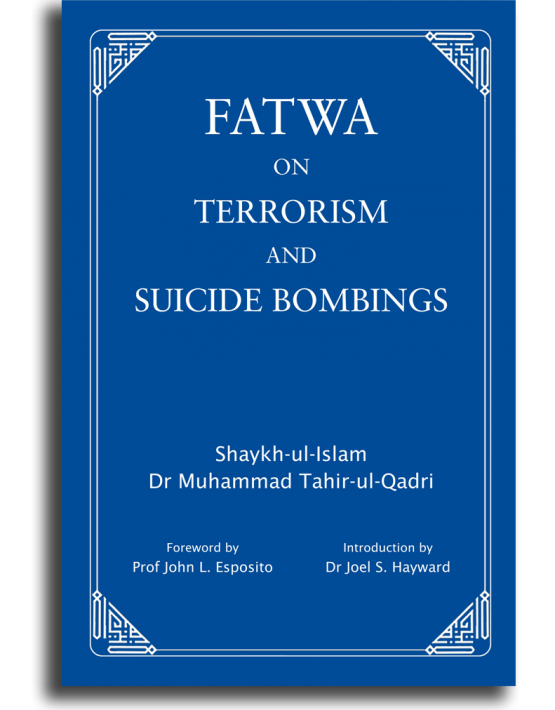 FATWA
ON
TERRORISM
AND
SUICIDE BOMBINGS
Shaykh-ul-Islam
Dr Muhammad Tahir-ul-Qadri
Foreword by
Prof John L. Esposito
Introduction by
Dr Joel S. Hayward